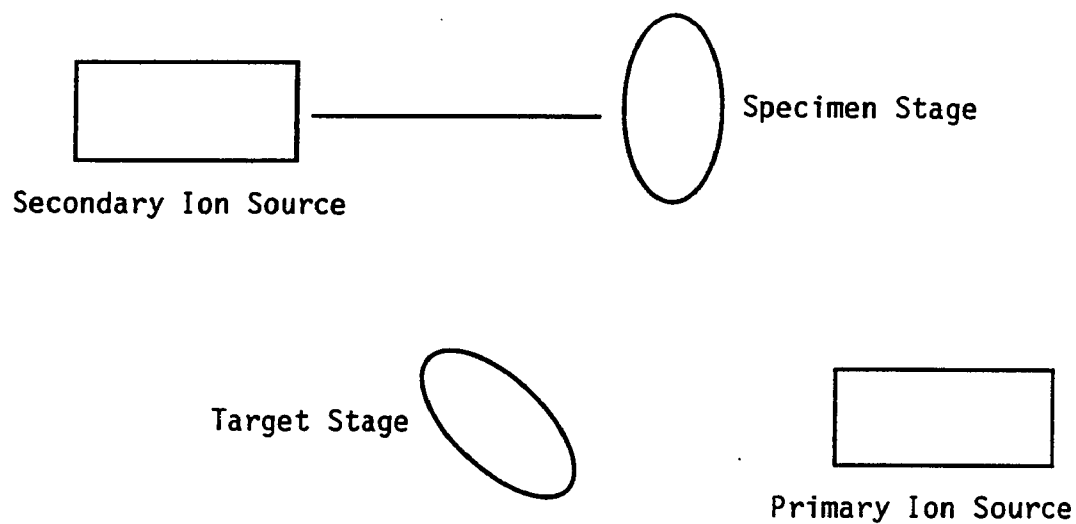 Specimen Stage
Secondary Ion Source
Target Stage
Primary Ion Source